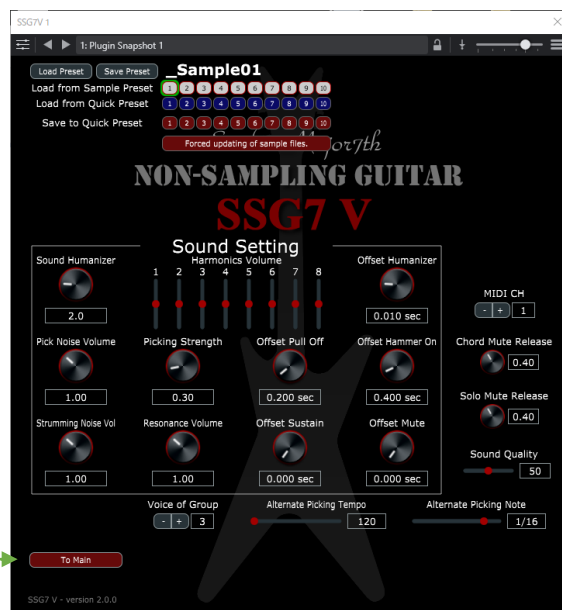 SSG7V 1
1: Plugin Snapshot 1
Load Preset Save Preset _Sample01
Load from Sample Preset 1 2 3 4 5 6 7 8 9 10
Load from Quick Preset 1 2 3 4 5 6 7 8 9 10
Save to Quick Preset 1 2 3 4 5 6 7 8 9 10
Forced updating of sample files.
NON-SAMPLING GUITAR
SSG7 V
Sound Setting
Sound Humanizer Harmonics Volume Offset Humanizer
1 2 3 4 5 6 7 8
2.0 0.010 sec
MIDI CH
- + 1
Pick Noise Volume Picking Strength Offset Pull Off Offset Hammer On Chord Mute Release
0.40
1.00 0.30 0.200 sec 0.400 sec
Solo Mute Release
0.40
Strumming Noise Vol Resonance Volume Offset Sustain Offset Mute
Sound Quality
50
1.00 1.00 0.000 sec 0.000 sec
Voice of Group Alternate Picking Tempo Alternate Picking Note
- + 3 120 1/16
To Main
SSG7 V - version 2.0.0